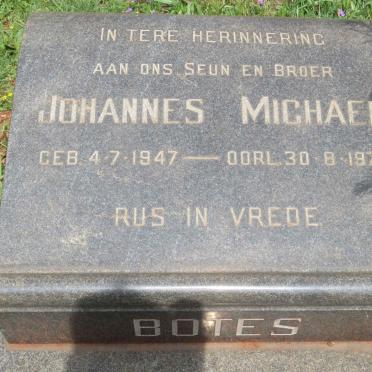 IN TERE HERINNERING
AAN ONS SEUN EN BROER
JOHANNES MICHAEL
GEB. 4-7-1947 — OORL. 30-8-197
RUS IN VREDE
BOTES